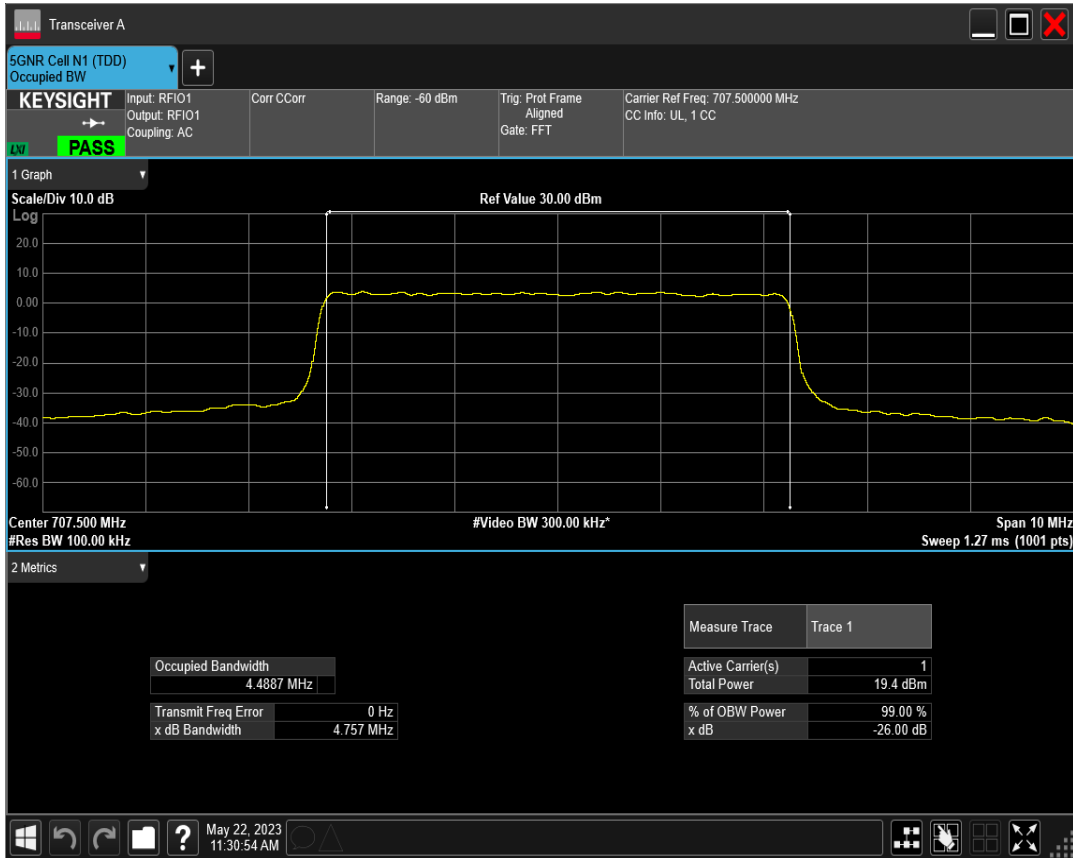 Transceiver A
5GNR Cell N1 (TDD)
Occupied BW
+
KEYSIGHT
LXI
PASS
Input: RFIO1
Output: RFIO1
Coupling: AC
Corr CCorr
Range: -60 dBm
Trig: Prot Frame
Aligned
Gate: FFT
Carrier Ref Freq: 707.500000 MHz
CC Info: UL, 1 CC
1 Graph
Scale/Div 10.0 dB
Ref Value 30.00 dBm
Log
20.0
10.0
0.00
-10.0
-20.0
-30.0
-40.0
-50.0
-60.0
Center 707.500 MHz
#Video BW 300.00 kHz*
Span 10 MHz
#Res BW 100.00 kHz
Sweep 1.27 ms (1001 pts)
2 Metrics
Measure Trace Trace 1
Occupied Bandwidth
4.4887 MHz
Active Carrier(s) 1
Total Power 19.4 dBm
Transmit Freq Error 0 Hz
x dB Bandwidth 4.757 MHz
% of OBW Power 99.00 %
x dB -26.00 dB
?
May 22, 2023
11:30:54 AM